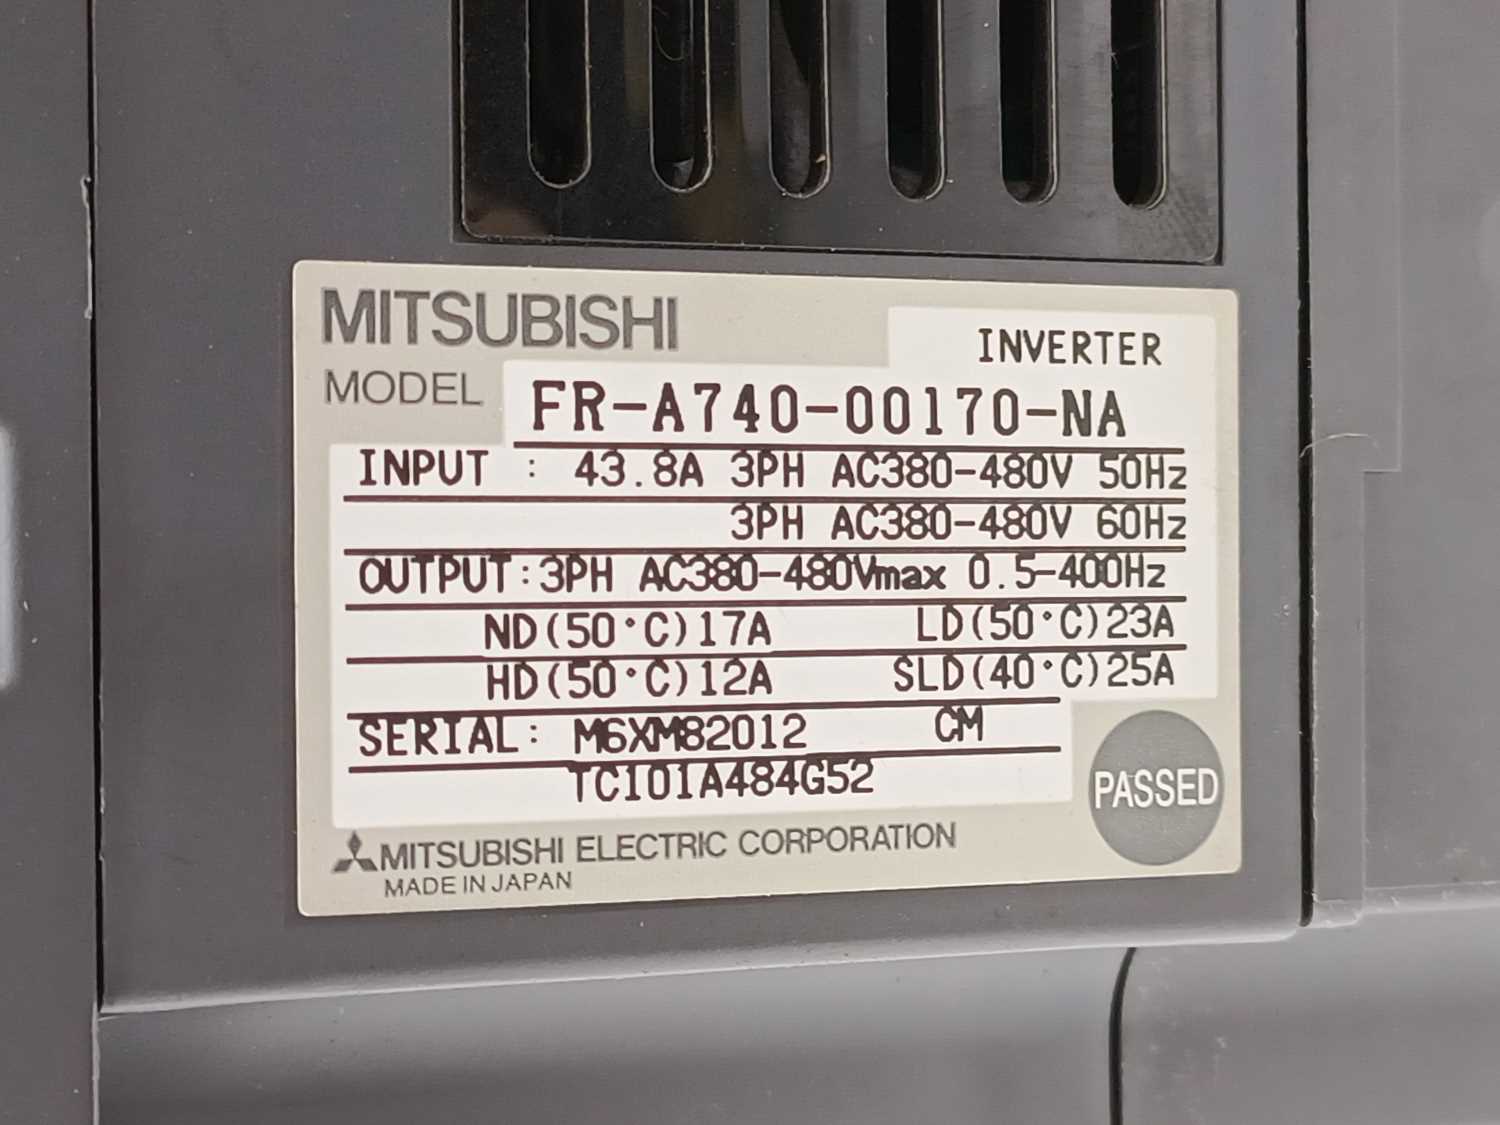 MITSUBISHI
INVERTER
MODEL FR-A740-00170-NA
INPUT : 43.8A 3PH AC380-480V 50Hz
3PH AC380-480V 60Hz
OUTPUT:3PH AC380-480Vmax 0.5-400Hz
ND(50°C)17A LD(50°C)23A
HD(50°C)12A SLD(40°C)25A
SERIAL: M6XM82012 CM
TC101A484G52
PASSED
MITSUBISHI ELECTRIC CORPORATION
MADE IN JAPAN